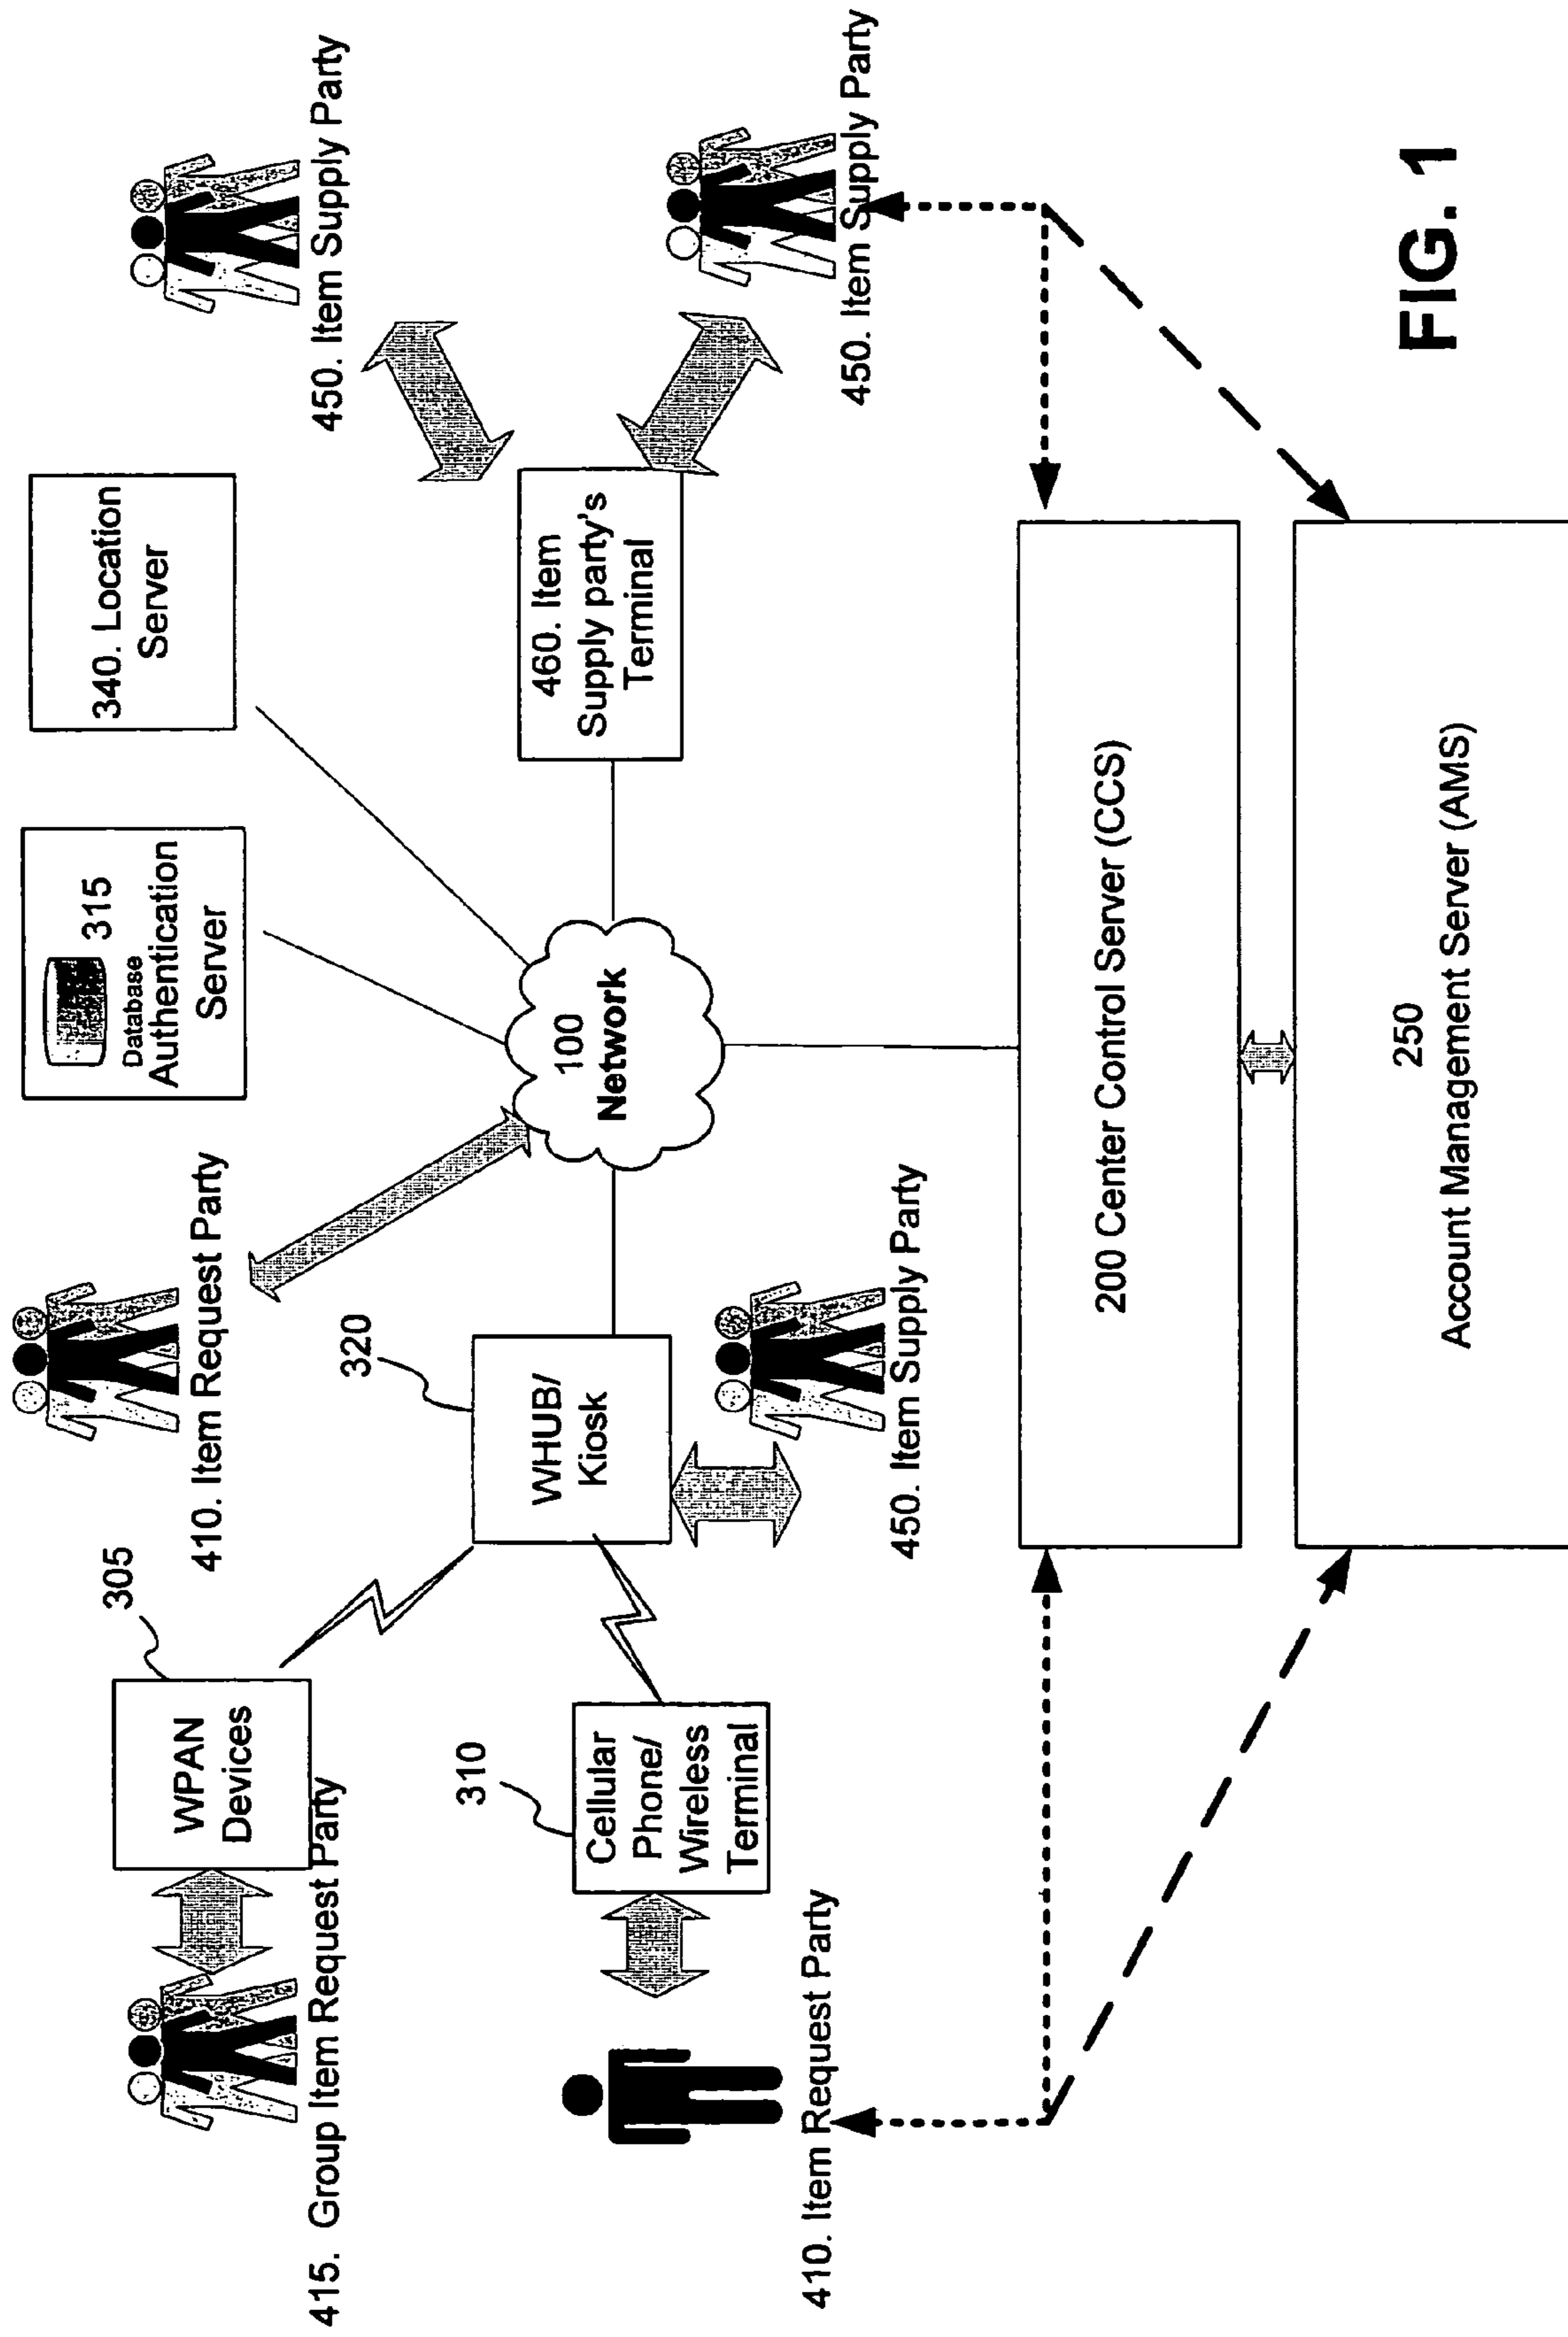 315
Database
Authentication
Server
340. Location
Server
410. Item Request Party
450. Item Supply Party
305
WPAN
Devices
415. Group Item Request Party
320
WHUB/
Kiosk
100
Network
460. Item
Supply party's
Terminal
310
Cellular
Phone/
Wireless
Terminal
410. Item Request Party
450. Item Supply Party
450. Item Supply Party
200 Center Control Server (CCS)
250
Account Management Server (AMS)
FIG. 1